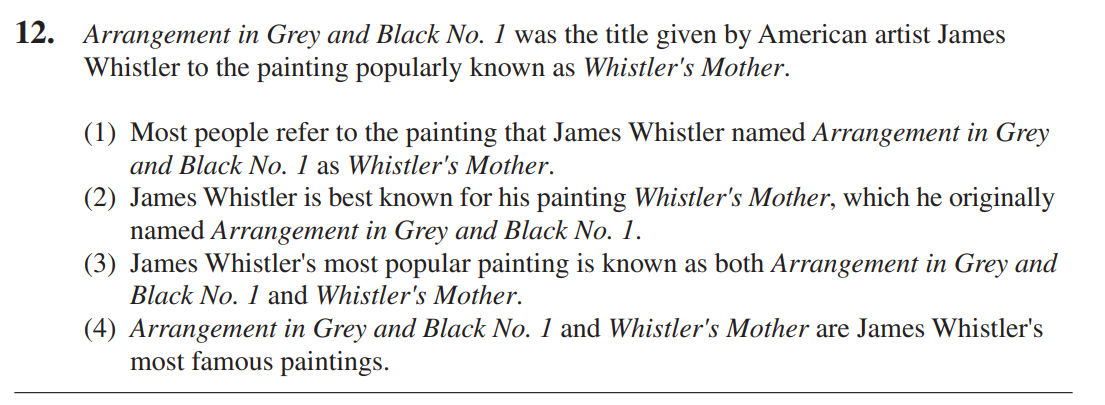 12. Arrangement in Grey and Black No. 1 was the title given by American artist James
Whistler to the painting popularly known as Whistler's Mother.
(1) Most people refer to the painting that James Whistler named Arrangement in Grey
and Black No. 1 as Whistler's Mother.
(2) James Whistler is best known for his painting Whistler's Mother, which he originally
named Arrangement in Grey and Black No. 1.
(3) James Whistler's most popular painting is known as both Arrangement in Grey and
Black No. 1 and Whistler's Mother.
(4) Arrangement in Grey and Black No. 1 and Whistler's Mother are James Whistler's
most famous paintings.